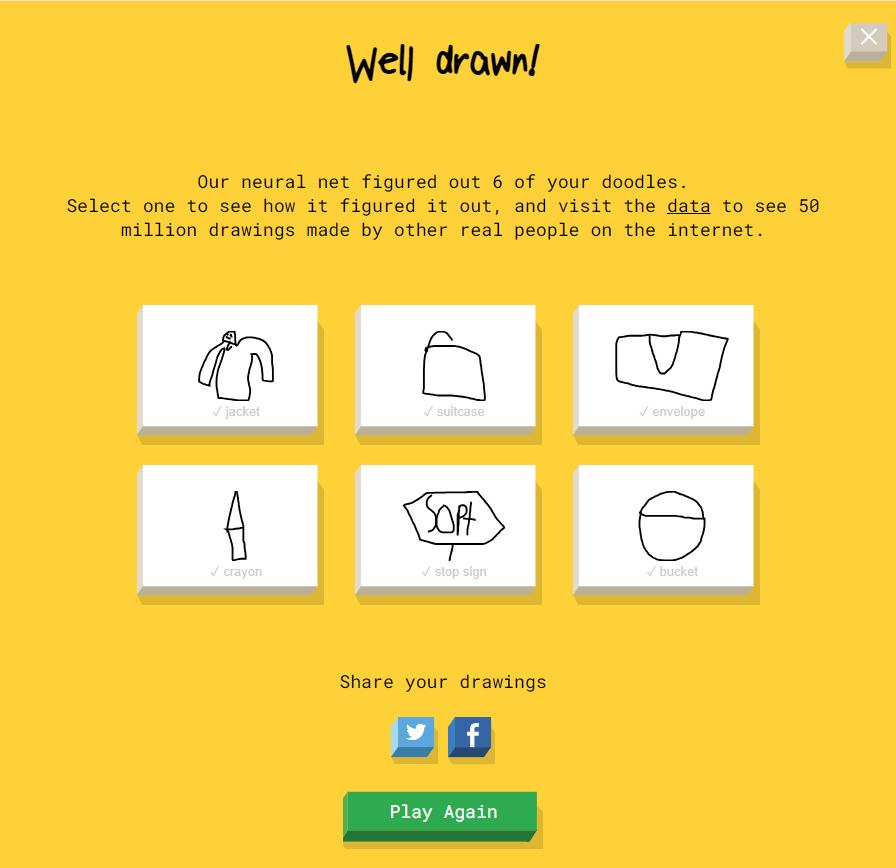 Well drawn!
Our neural net figured out 6 of your doodles.
Select one to see how it figured it out, and visit the data to see 50
million drawings made by other real people on the internet.
✓ jacket
✓ suitcase
✓ envelope
SOPt
✓ crayon
✓ stop sign
✓ bucket
Share your drawings
Play Again